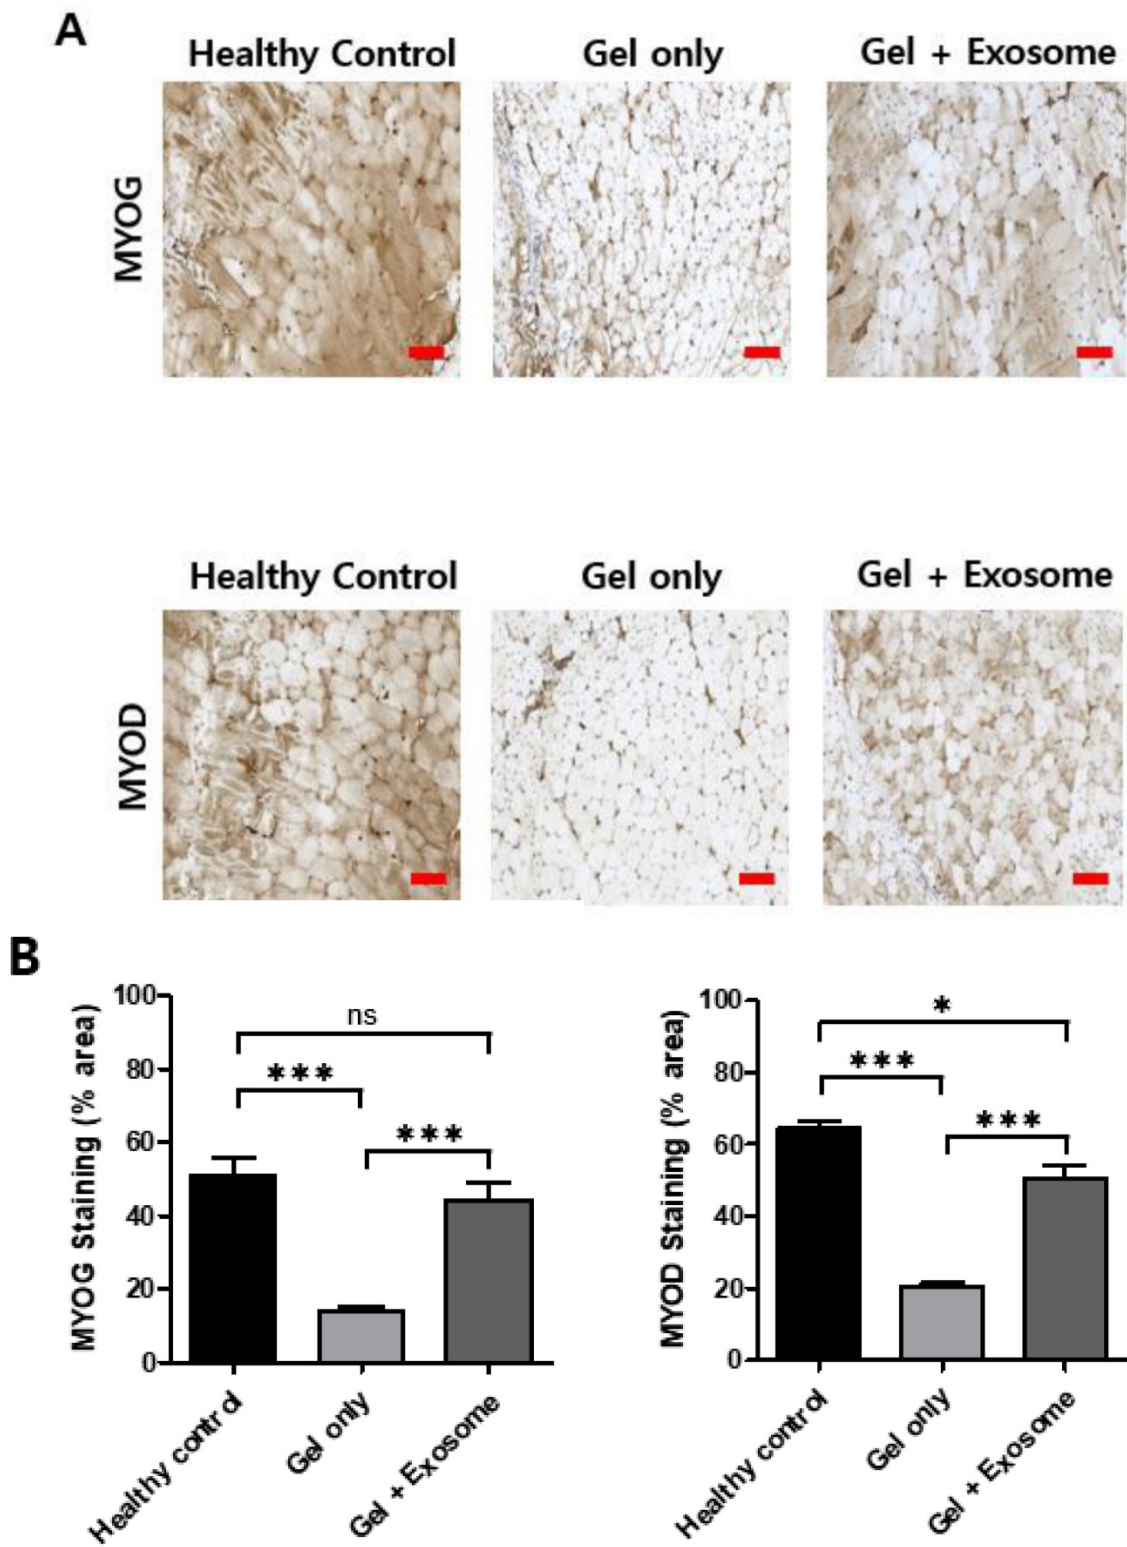 A
Healthy Control Gel only Gel + Exosome
MYOG
Healthy Control Gel only Gel + Exosome
MYOD
B
MYOG Staining (% area)
100
80
60
40
20
0
ns
***
***
Healthy control
Gel only
Gel + Exosome
MYOD Staining (% area)
100
80
60
40
20
0
*
***
***
Healthy control
Gel only
Gel + Exosome